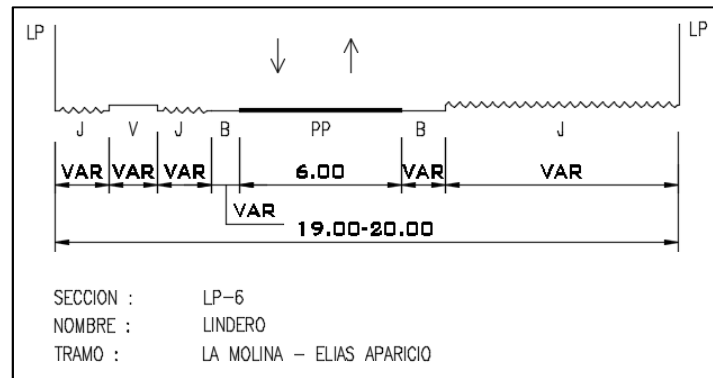 LP LP
J V J B PP B J
VAR VAR VAR 6.00 VAR VAR
VAR
19.00-20.00
SECCION : LP-6
NOMBRE : LINDERO
TRAMO : LA MOLINA - ELIAS APARICIO